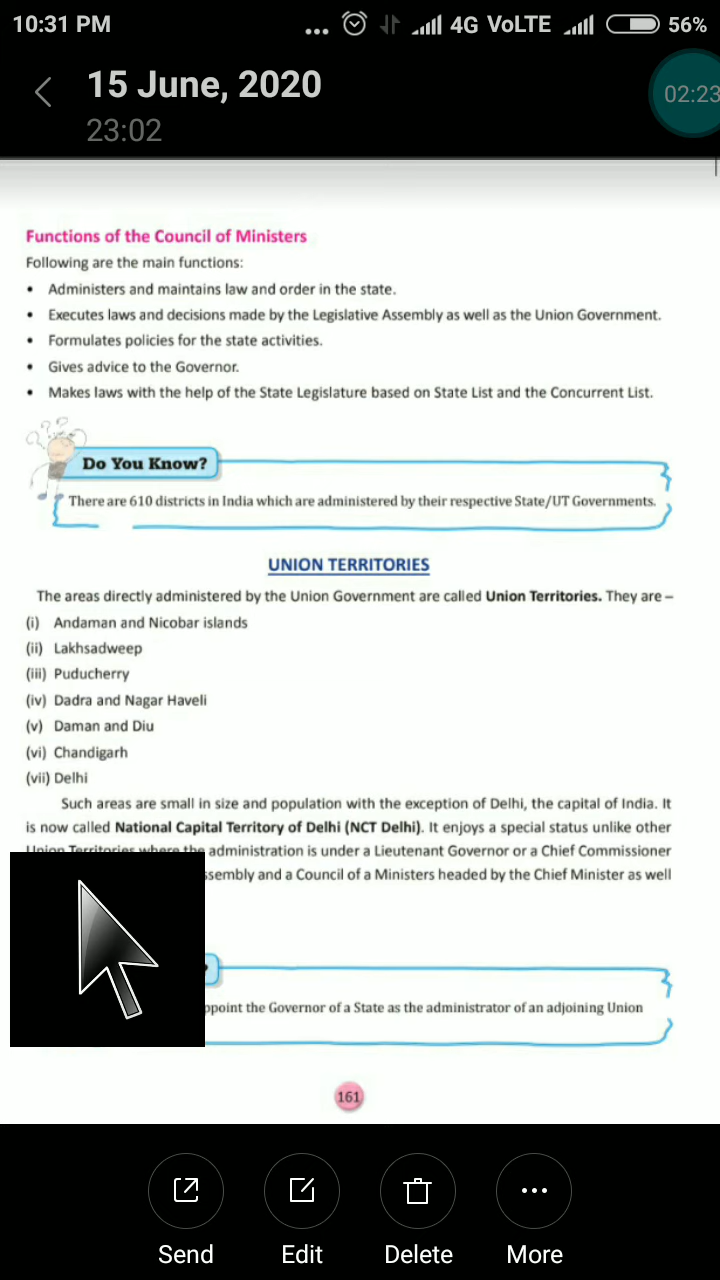 10:31 PM
... 4G VoLTE 56%
15 June, 2020
23:02
02:23
Functions of the Council of Ministers
Following are the main functions:
• Administers and maintains law and order in the state.
• Executes laws and decisions made by the Legislative Assembly as well as the Union Government.
• Formulates policies for the state activities.
• Gives advice to the Governor.
• Makes laws with the help of the State Legislature based on State List and the Concurrent List.
Do You Know?
There are 610 districts in India which are administered by their respective State/UT Governments.
UNION TERRITORIES
The areas directly administered by the Union Government are called Union Territories. They are –
(i) Andaman and Nicobar islands
(ii) Lakhsadweep
(iii) Puducherry
(iv) Dadra and Nagar Haveli
(v) Daman and Diu
(vi) Chandigarh
(vii) Delhi
Such areas are small in size and population with the exception of Delhi, the capital of India. It
is now called National Capital Territory of Delhi (NCT Delhi). It enjoys a special status unlike other
Union Territories where the administration is under a Lieutenant Governor or a Chief Commissioner
and a Council of a Ministers headed by the Chief Minister as well
the Governor of a State as the administrator of an adjoining Union
161
Send Edit Delete More